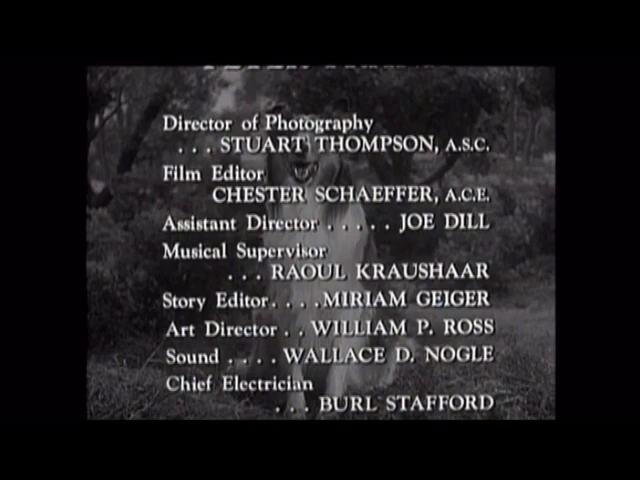 Director of Photography
. . . STUART THOMPSON, A.S.C.
Film Editor
CHESTER SCHAEFFER, A.C.E.
Assistant Director . . . . . JOE DILL
Musical Supervisor
. . . RAOUL KRAUSHAAR
Story Editor . . . . MIRIAM GEIGER
Art Director . . WILLIAM P. ROSS
Sound . . . . WALLACE D. NOGLE
Chief Electrician
. . . BURL STAFFORD